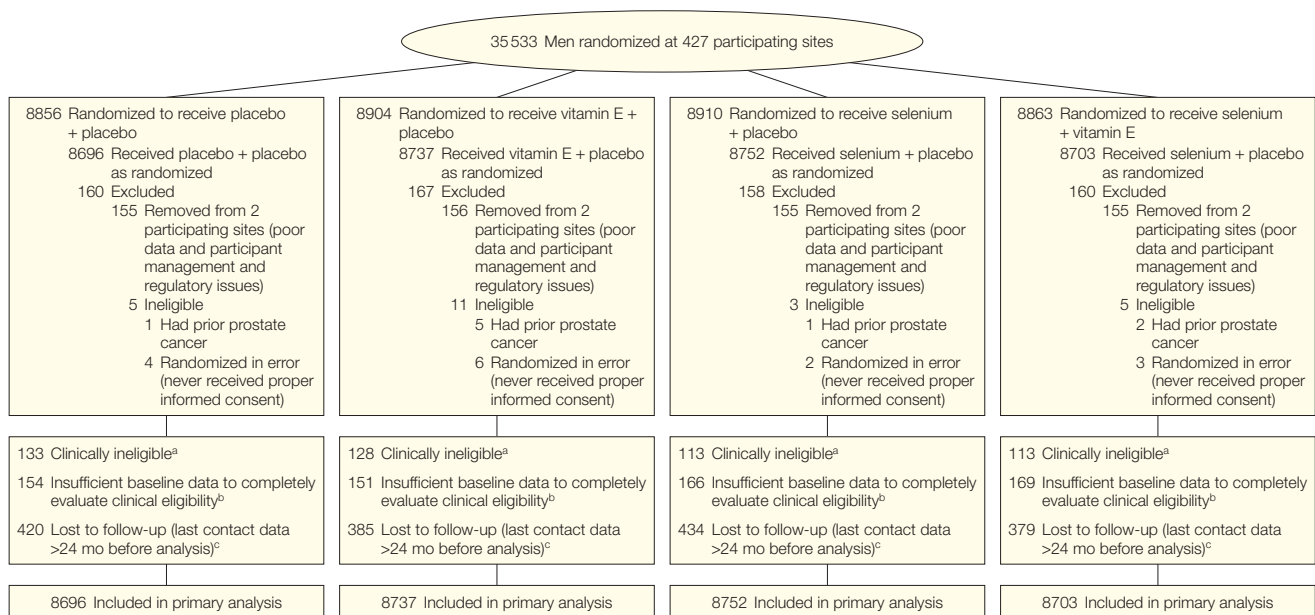 35 533 Men randomized at 427 participating sites
8856 Randomized to receive placebo
+ placebo
8696 Received placebo + placebo
as randomized
160 Excluded
155 Removed from 2
participating sites (poor
data and participant
management and
regulatory issues)
5 Ineligible
1 Had prior prostate
cancer
4 Randomized in error
(never received proper
informed consent)
8904 Randomized to receive vitamin E +
placebo
8737 Received vitamin E + placebo
as randomized
167 Excluded
156 Removed from 2
participating sites (poor
data and participant
management and
regulatory issues)
11 Ineligible
5 Had prior prostate
cancer
6 Randomized in error
(never received proper
informed consent)
8910 Randomized to receive selenium
+ placebo
8752 Received selenium + placebo
as randomized
158 Excluded
155 Removed from 2
participating sites (poor
data and participant
management and
regulatory issues)
3 Ineligible
1 Had prior prostate
cancer
2 Randomized in error
(never received proper
informed consent)
8863 Randomized to receive selenium
+ vitamin E
8703 Received selenium + placebo
as randomized
160 Excluded
155 Removed from 2
participating sites (poor
data and participant
management and
regulatory issues)
5 Ineligible
2 Had prior prostate
cancer
3 Randomized in error
(never received proper
informed consent)
133 Clinically ineligibleᵃ
154 Insufficient baseline data to completely
evaluate clinical eligibilityᵇ
420 Lost to follow-up (last contact data
>24 mo before analysis)ᶜ
128 Clinically ineligibleᵃ
151 Insufficient baseline data to completely
evaluate clinical eligibilityᵇ
385 Lost to follow-up (last contact data
>24 mo before analysis)ᶜ
113 Clinically ineligibleᵃ
166 Insufficient baseline data to completely
evaluate clinical eligibilityᵇ
434 Lost to follow-up (last contact data
>24 mo before analysis)ᶜ
113 Clinically ineligibleᵃ
169 Insufficient baseline data to completely
evaluate clinical eligibilityᵇ
379 Lost to follow-up (last contact data
>24 mo before analysis)ᶜ
8696 Included in primary analysis
8737 Included in primary analysis
8752 Included in primary analysis
8703 Included in primary analysis